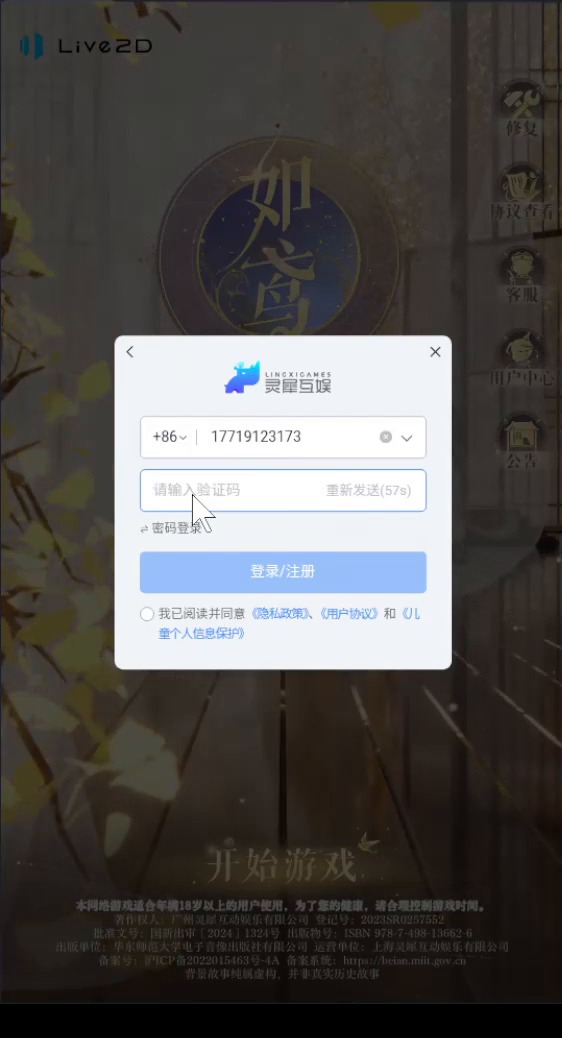 Live2D
如鸢
修复
协议查看
客服
用户中心
公告
LINGXIGAMES
灵犀互娱
+86 17719123173
请输入验证码 重新发送(57s)
⇌ 密码登录
登录/注册
我已阅读并同意《隐私政策》、《用户协议》和《儿
童个人信息保护》
开始游戏
本网络游戏适合年满18岁以上的用户使用，为了您的健康，请合理控制游戏时间。
著作权人：广州灵犀互动娱乐有限公司 登记号：2023SR0257552
批准文号：国新出审［2024］1324号 出版物号：ISBN 978-7-498-13662-6
出版单位：华东师范大学电子音像出版社有限公司 运营单位：上海灵犀互动娱乐有限公司
备案号：沪ICP备2022015463号-4A 备案系统：https://beian.miit.gov.cn
背景故事纯属虚构，并非真实历史故事